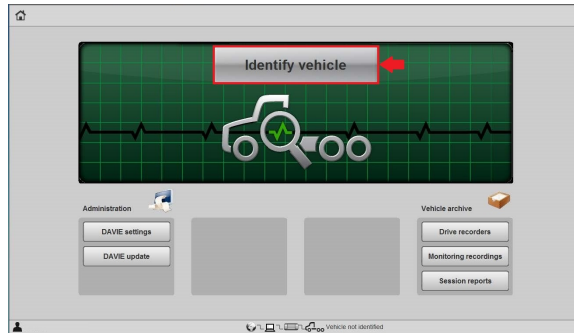 Identify vehicle
Administration
Vehicle archive
DAVIE settings
Drive recorders
DAVIE update
Monitoring recordings
Session reports
Vehicle not identified